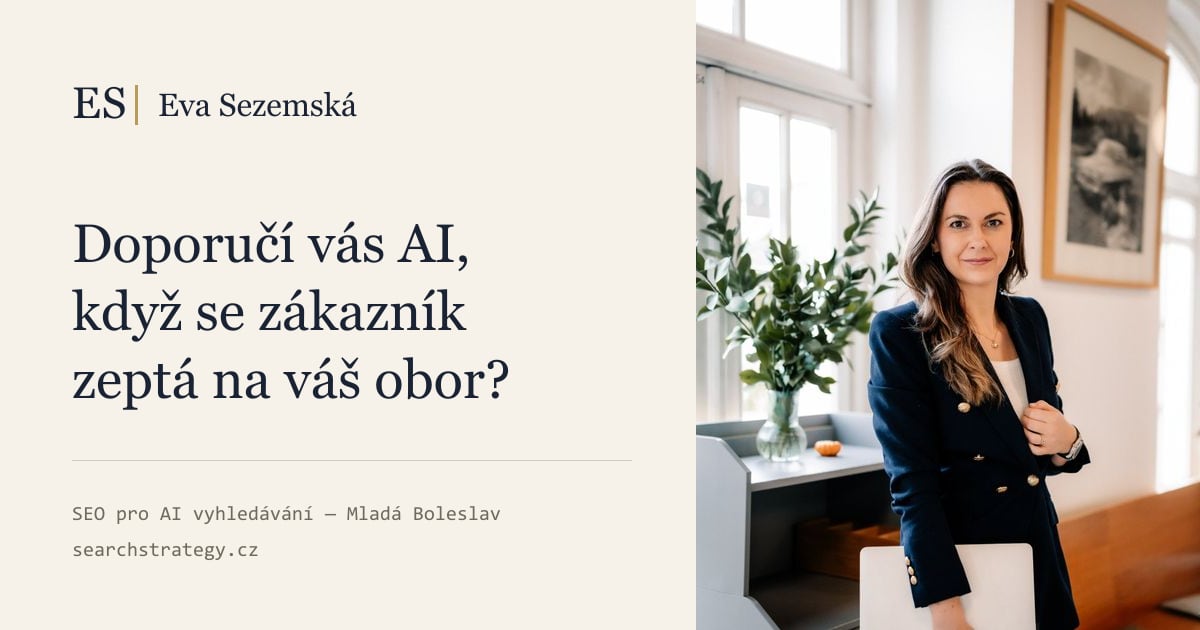 ES | Eva Sezemská
Doporučí vás AI,
když se zákazník
zeptá na váš obor?
SEO pro AI vyhledávání — Mladá Boleslav
searchstrategy.cz